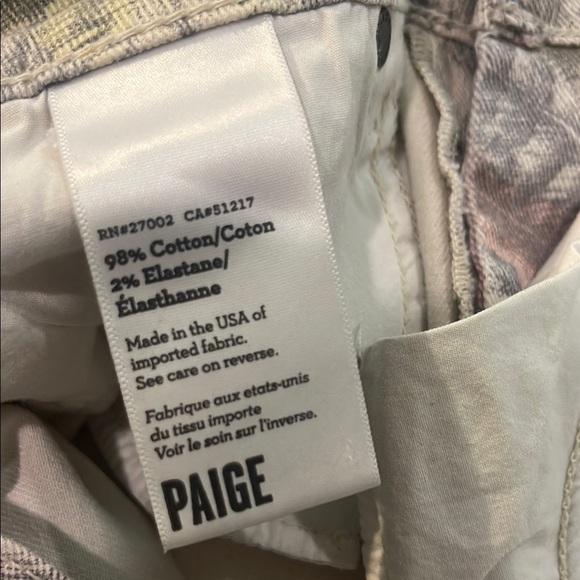 RN#27002 CA#51217
98% Cotton/Coton
2% Elastane/
Élasthanne
Made in the USA of
imported fabric.
See care on reverse.
Fabrique aux etats-unis
du tissu importe
Voir le soin sur l'inverse.
PAIGE